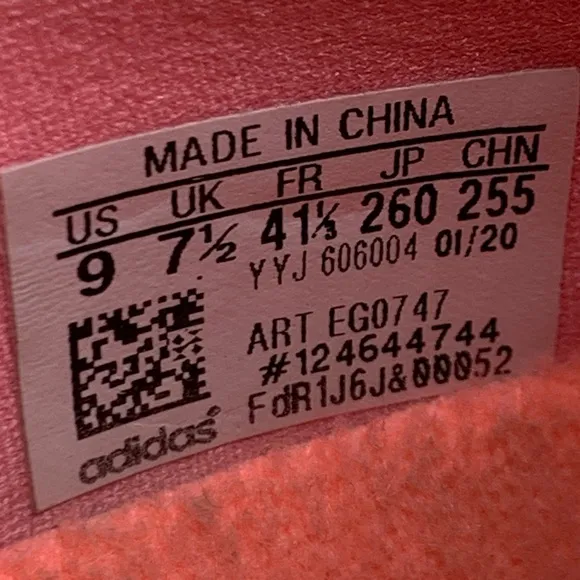 MADE IN CHINA
US UK FR JP CHN
9 7½ 41⅓ 260 255
YYJ 606004 01/20
ART EG0747
#124644744
FdR1J6J&00052
adidas